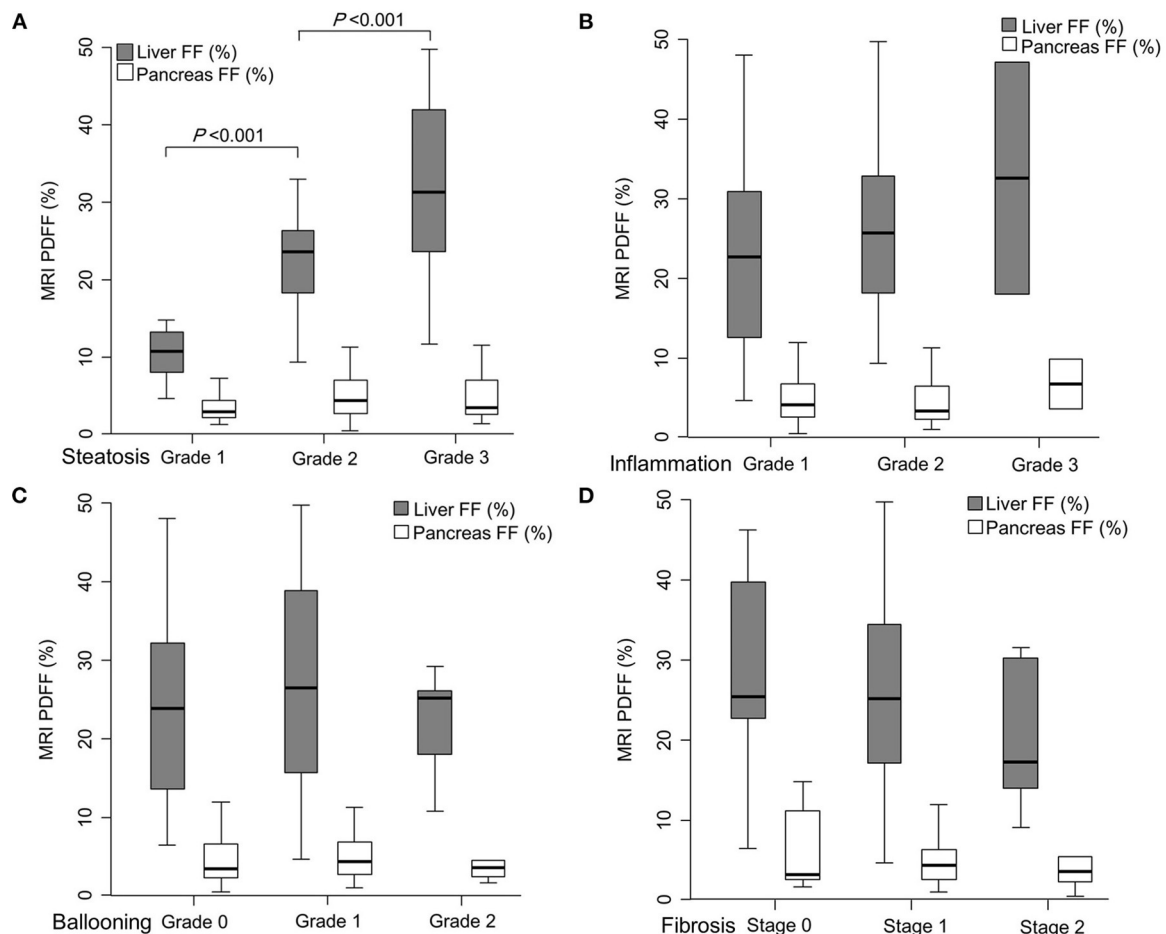 A
P<0.001
Liver FF (%)
Pancreas FF (%)
P<0.001
MRI PDFF (%)
50
40
30
20
10
0
Steatosis Grade 1 Grade 2 Grade 3
B
Liver FF (%)
Pancreas FF (%)
MRI PDFF (%)
50
40
30
20
10
0
Inflammation Grade 1 Grade 2 Grade 3
C
Liver FF (%)
Pancreas FF (%)
MRI PDFF (%)
50
40
30
20
10
0
Ballooning Grade 0 Grade 1 Grade 2
D
Liver FF (%)
Pancreas FF (%)
MRI PDFF (%)
50
40
30
20
10
0
Fibrosis Stage 0 Stage 1 Stage 2